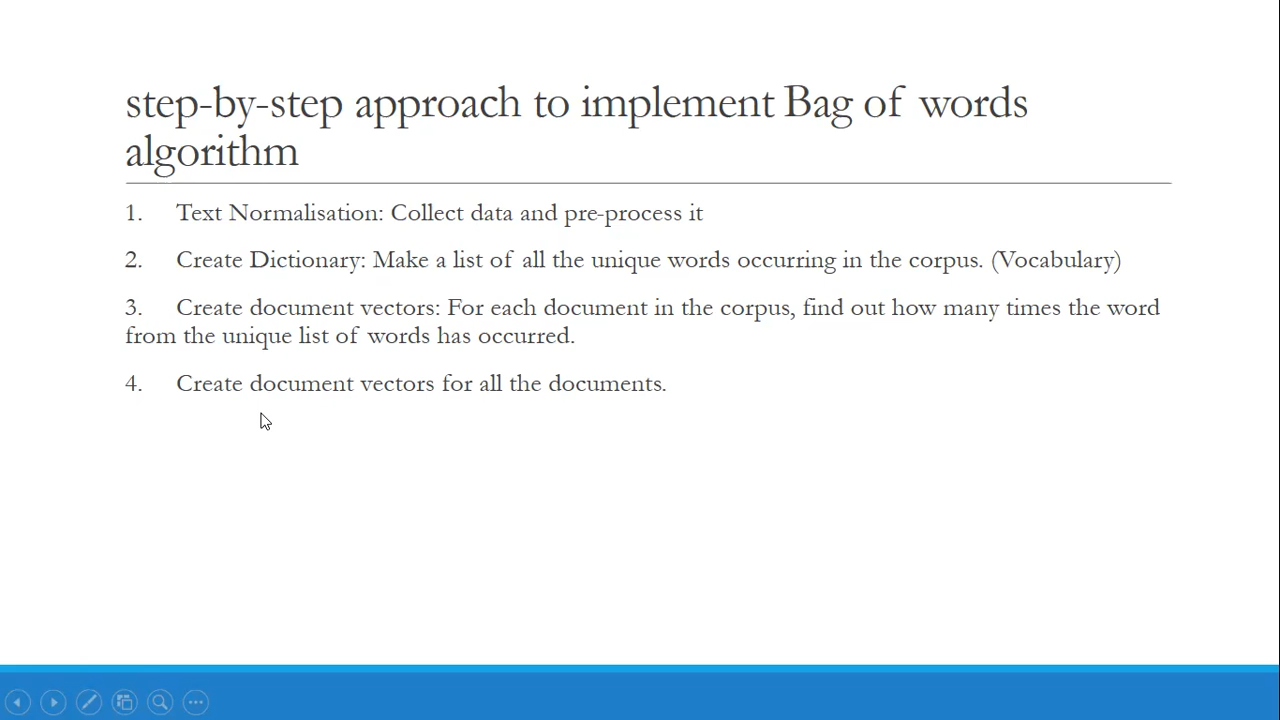 step-by-step approach to implement Bag of words
algorithm
1. Text Normalisation: Collect data and pre-process it
2. Create Dictionary: Make a list of all the unique words occurring in the corpus. (Vocabulary)
3. Create document vectors: For each document in the corpus, find out how many times the word
from the unique list of words has occurred.
4. Create document vectors for all the documents.